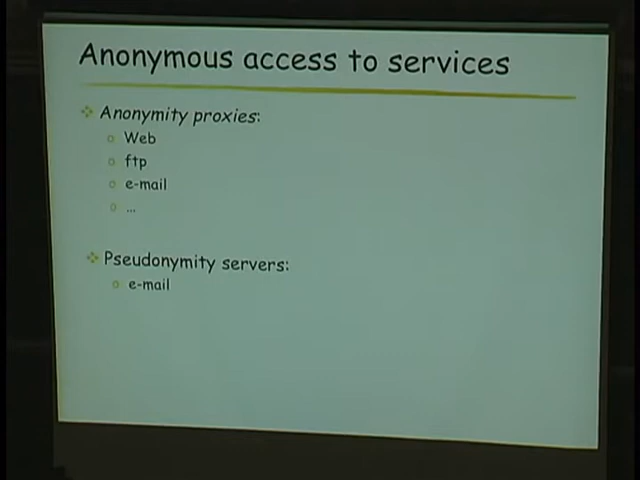 Anonymous access to services
Anonymity proxies:
Web
ftp
e-mail
...
Pseudonymity servers:
e-mail